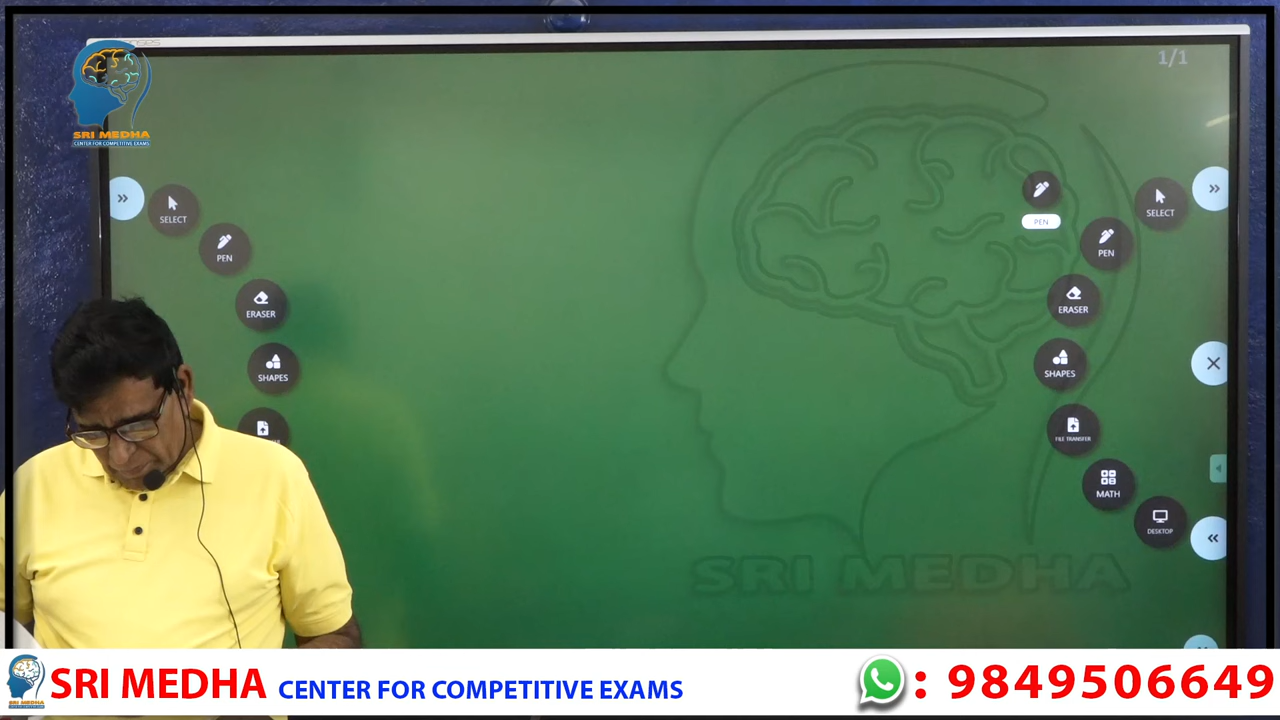 1/1
SRI MEDHA
CENTER FOR COMPETITIVE EXAMS
SELECT
PEN
ERASER
SHAPES
PEN
SELECT
PEN
ERASER
SHAPES
FILE TRANSFER
MATH
DESKTOP
SRI MEDHA
SRI MEDHA CENTER FOR COMPETITIVE EXAMS : 9849506649